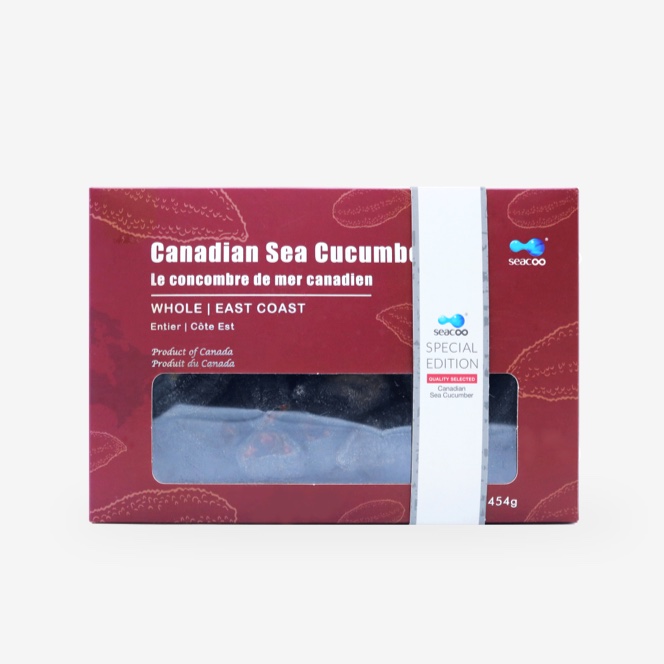 Canadian Sea Cucumbe
Le concombre de mer canadien
WHOLE | EAST COAST
Entier | Côte Est
Product of Canada
Produit du Canada
seacoo
seacoo
SPECIAL
EDITION
QUALITY SELECTED
Canadian
Sea Cucumber
454g